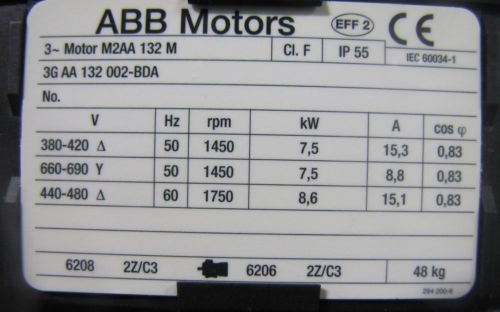 ABB Motors EFF 2 CE
3~ Motor M2AA 132 M Cl. F IP 55 IEC 60034-1
3G AA 132 002-BDA
No.
V Hz rpm kW A cos φ
380-420 Δ 50 1450 7,5 15,3 0,83
660-690 Y 50 1450 7,5 8,8 0,83
440-480 Δ 60 1750 8,6 15,1 0,83
6208 2Z/C3 6206 2Z/C3 48 kg